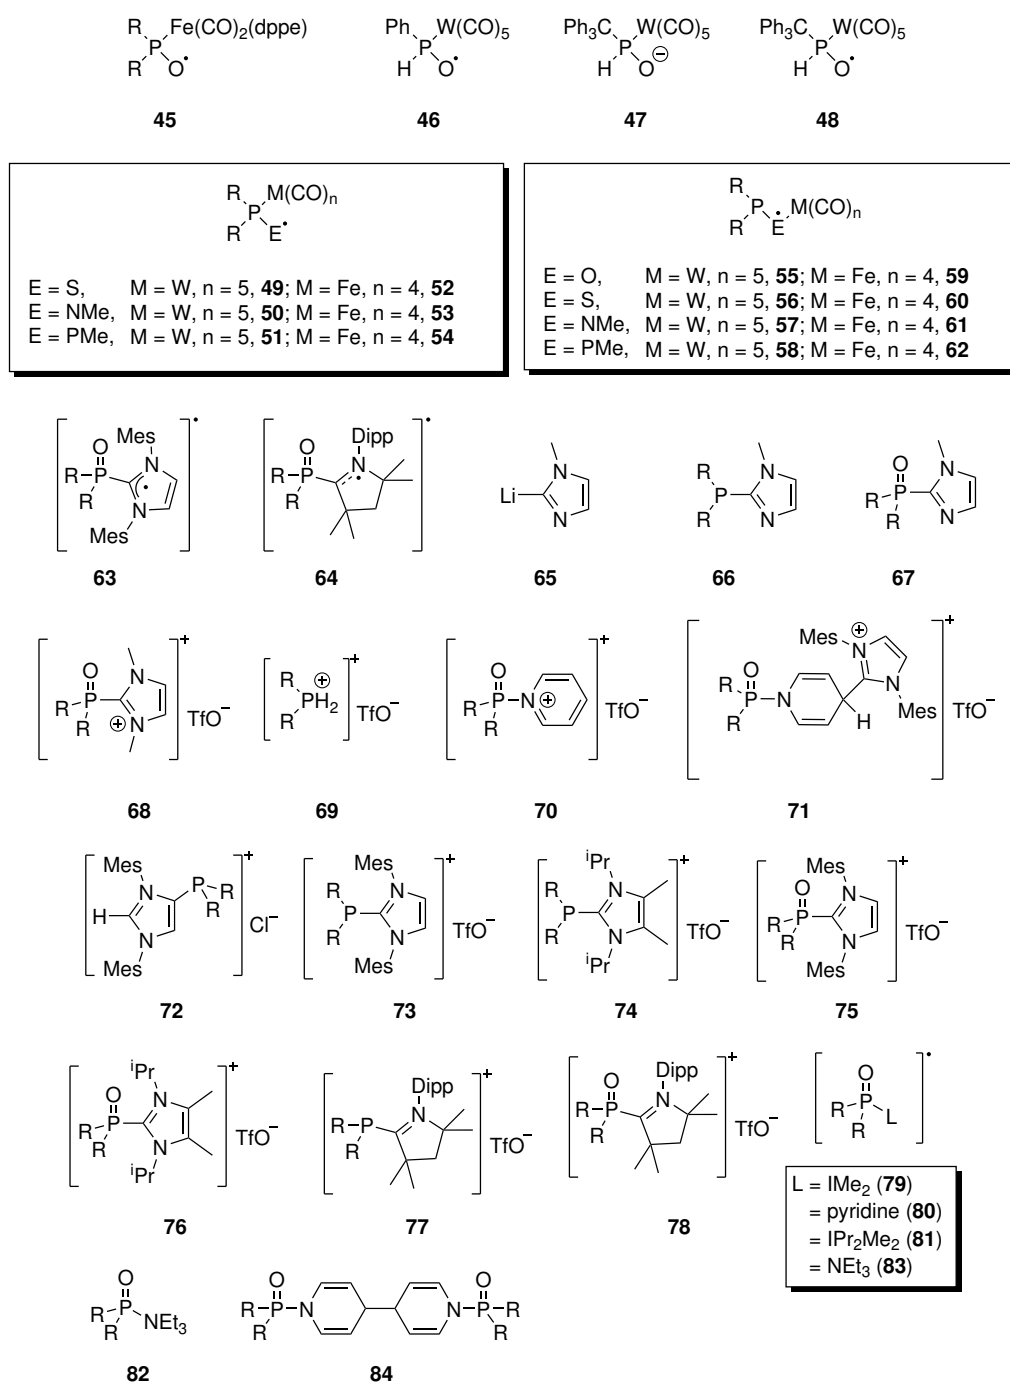 R Fe(CO)2(dppe) Ph W(CO)5 Ph3C W(CO)5 Ph3C W(CO)5
P P P P
R O• H O• H O⊖ H O•
45 46 47 48
R M(CO)n
P
R E•
E = S, M = W, n = 5, 49; M = Fe, n = 4, 52
E = NMe, M = W, n = 5, 50; M = Fe, n = 4, 53
E = PMe, M = W, n = 5, 51; M = Fe, n = 4, 54
R
P M(CO)n
R E•
E = O, M = W, n = 5, 55; M = Fe, n = 4, 59
E = S, M = W, n = 5, 56; M = Fe, n = 4, 60
E = NMe, M = W, n = 5, 57; M = Fe, n = 4, 61
E = PMe, M = W, n = 5, 58; M = Fe, n = 4, 62
Mes • Dipp •
O N O N
R P R P Li N R P N O N
R N R N R N R P R N
Mes
63 64 65 66 67
O N + R ⊕ + O + Mes ⊕ N +
R P PH2 R P N ⊕ O N
R ⊕ N TfO− R TfO− R TfO− R P N H Mes TfO−
R
68 69 70 71
Mes + Mes + iPr + Mes +
N P R R N R N O N
H R P P R P
N Cl− R N TfO− R N TfO− R N TfO−
Mes Mes iPr Mes
72 73 74 75
iPr + Dipp + Dipp + •
O N N O N O
R P R P R P R P
R N TfO− R TfO− R TfO− R L
iPr
76 77 78
L = IMe2 (79)
= pyridine (80)
= IPr2Me2 (81)
= NEt3 (83)
O O O
R P R P N N P R
R NEt3 R R
82 84